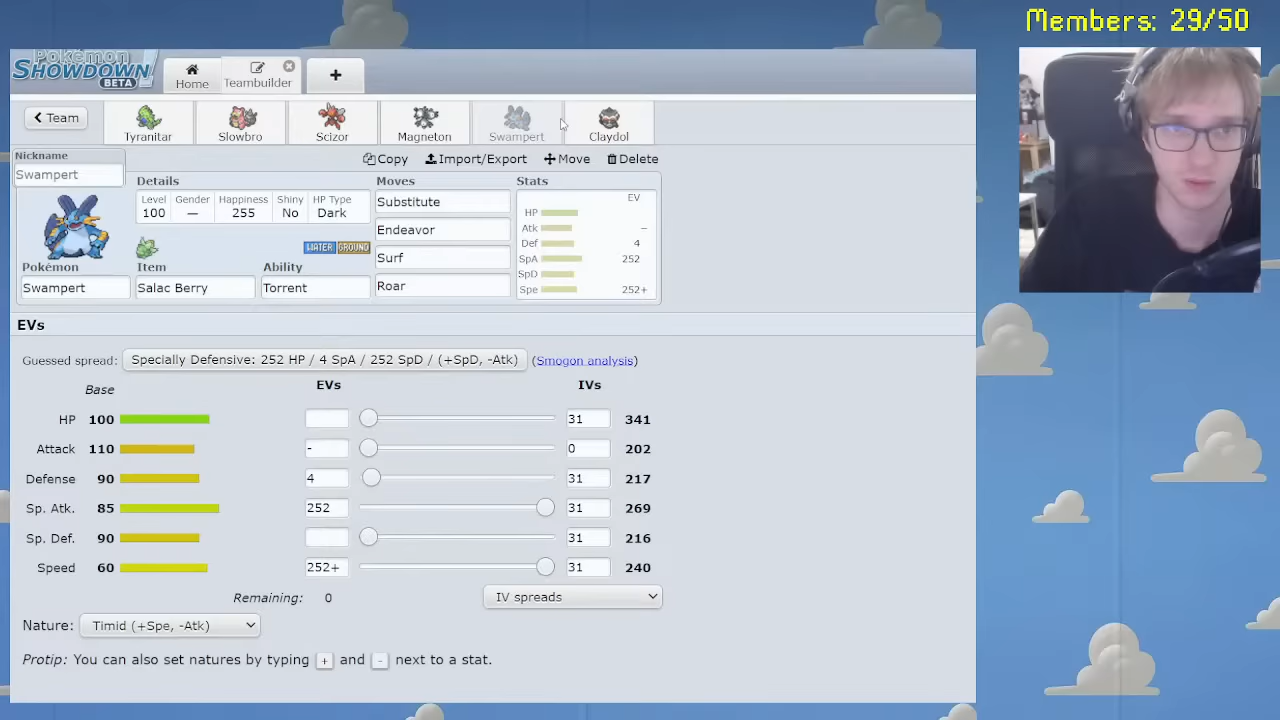 Members: 29/50
Pokémon
SHOWDOWN!
BETA
Home
Teambuilder
+
Team
Tyranitar
Slowbro
Scizor
Magneton
Swampert
Claydol
Copy
Import/Export
Move
Delete
Nickname
Swampert
Details
Level
100
Gender
—
Happiness
255
Shiny
No
HP Type
Dark
WATER GROUND
Pokémon
Swampert
Item
Salac Berry
Ability
Torrent
Moves
Substitute
Endeavor
Surf
Roar
Stats
EV
HP
Atk –
Def 4
SpA 252
SpD
Spe 252+
EVs
Guessed spread: Specially Defensive: 252 HP / 4 SpA / 252 SpD / (+SpD, -Atk) (Smogon analysis)
Base EVs IVs
HP 100 31 341
Attack 110 - 0 202
Defense 90 4 31 217
Sp. Atk. 85 252 31 269
Sp. Def. 90 31 216
Speed 60 252+ 31 240
Remaining: 0 IV spreads
Nature: Timid (+Spe, -Atk)
Protip: You can also set natures by typing + and - next to a stat.